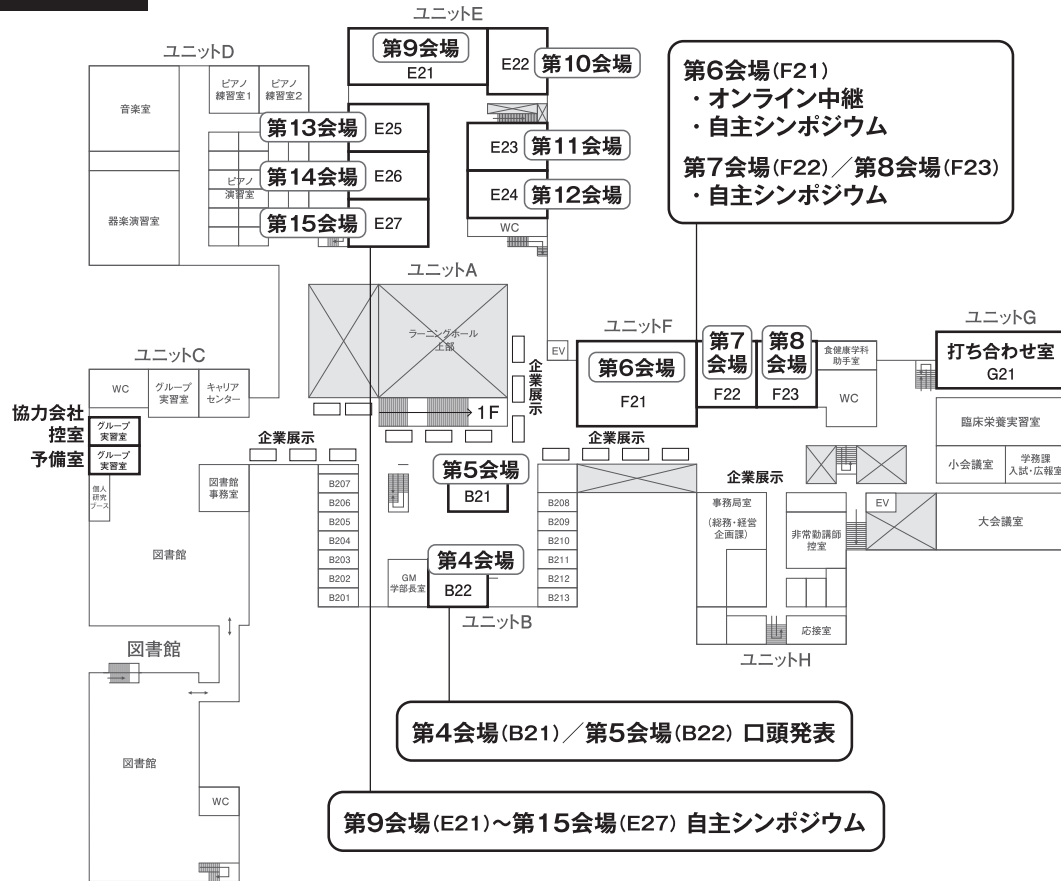 ユニットE
第9会場
E21
E22
第10会場
ユニットD
音楽室
ピアノ
練習室1
ピアノ
練習室2
第13会場
E25
第14会場
E26
ピアノ
演習室
第15会場
E27
器楽演習室
E23
第11会場
E24
第12会場
WC
第6会場(F21)
・オンライン中継
・自主シンポジウム
第7会場(F22)／第8会場(F23)
・自主シンポジウム
ユニットA
ラーニングホール
上部
1F
企業展示
企業展示
企業展示
企業展示
ユニットF
EV
第6会場
F21
第7
会場
F22
第8
会場
F23
食健康学科
助手室
WC
ユニットG
打ち合わせ室
G21
臨床栄養実習室
小会議室
学務課
入試・広報室
大会議室
EV
ユニットC
WC
グループ
実習室
キャリア
センター
協力会社
控室
グループ
実習室
予備室
グループ
実習室
個人
研究
ブース
図書館
事務室
図書館
B207
B206
B205
B204
B203
B202
B201
第5会場
B21
第4会場
GM
学部長室
B22
B208
B209
B210
B211
B212
B213
ユニットB
事務局室
(総務・経営
企画課)
非常勤講師
控室
応接室
ユニットH
図書館
図書館
WC
第4会場(B21)／第5会場(B22) 口頭発表
第9会場(E21)～第15会場(E27) 自主シンポジウム